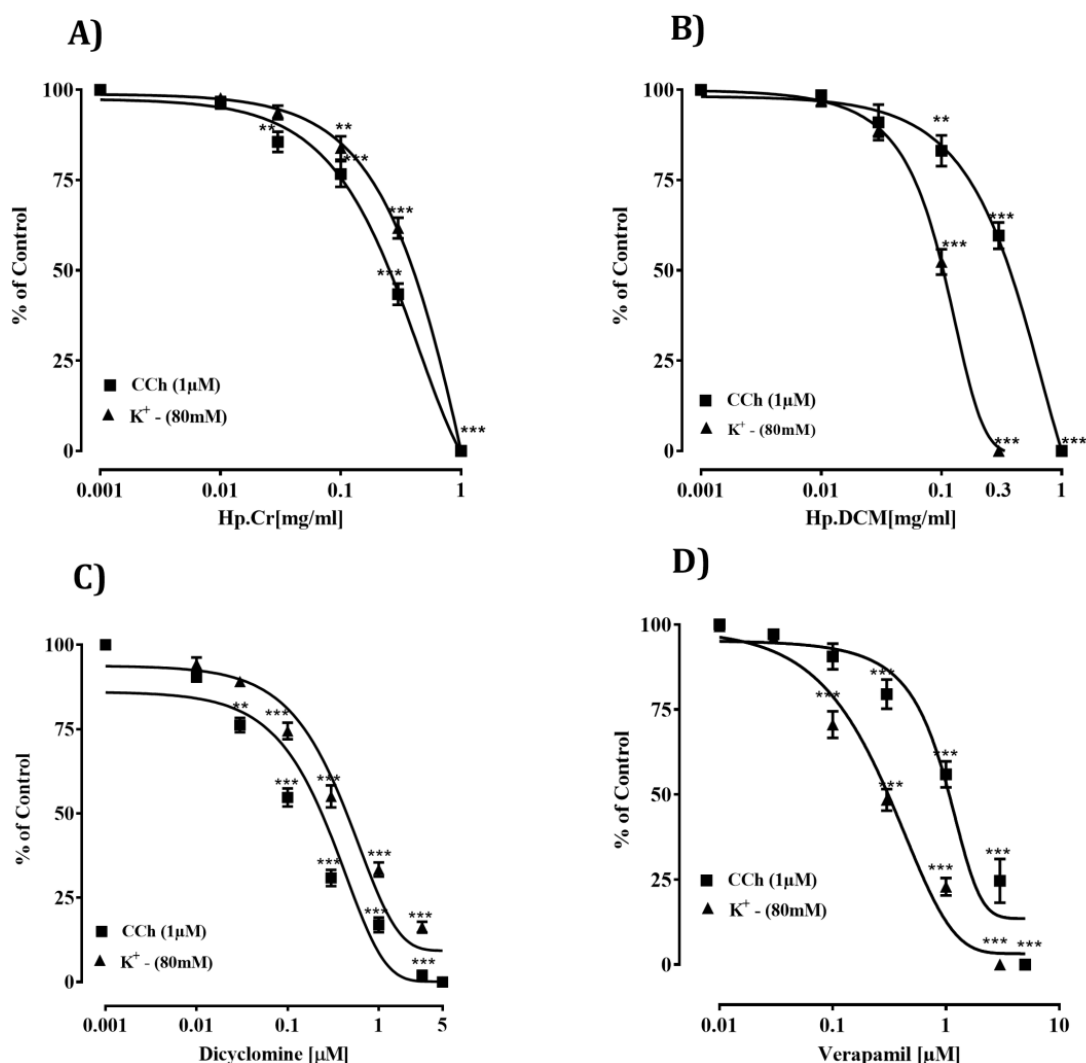 A)
100
75
50
25
0
% of Control
**
**
***
***
***
***
CCh (1µM)
K⁺ - (80mM)
0.001 0.01 0.1 1
Hp.Cr[mg/ml]
B)
100
75
50
25
0
% of Control
**
***
***
***
***
CCh (1µM)
K⁺ - (80mM)
0.001 0.01 0.1 0.3 1
Hp.DCM[mg/ml]
C)
100
75
50
25
0
% of Control
**
***
***
***
***
***
***
***
***
CCh (1µM)
K⁺ - (80mM)
0.001 0.01 0.1 1 5
Dicyclomine [µM]
D)
100
75
50
25
0
% of Control
***
***
***
***
***
***
***
***
CCh (1µM)
K⁺ - (80mM)
0.01 0.1 1 10
Verapamil [µM]